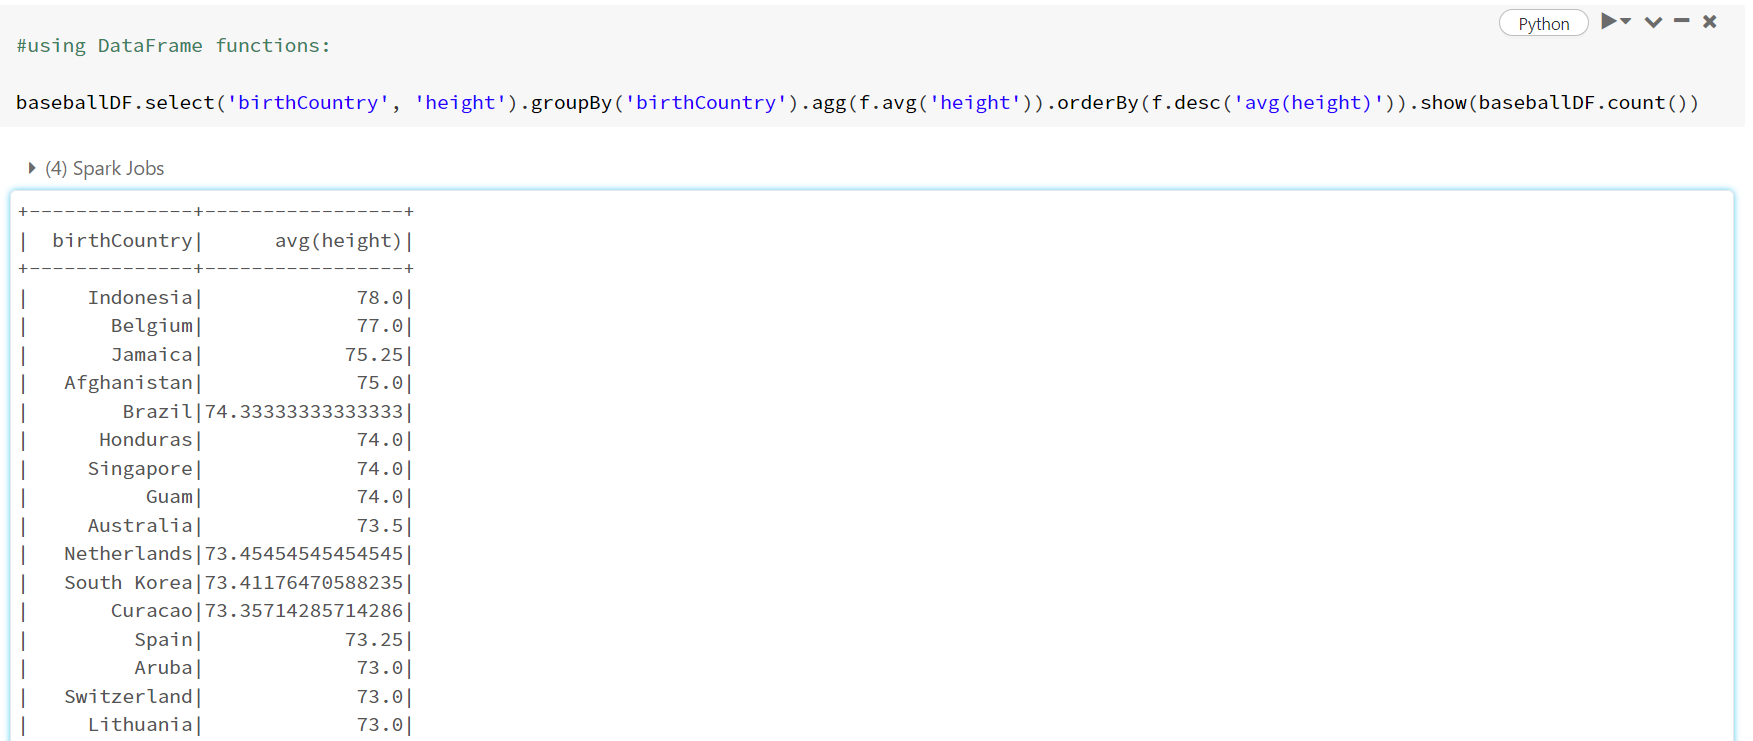 Python
#using DataFrame functions:
baseballDF.select('birthCountry', 'height').groupBy('birthCountry').agg(f.avg('height')).orderBy(f.desc('avg(height)')).show(baseballDF.count())
(4) Spark Jobs
+--------------+-----------------+
|  birthCountry|      avg(height)|
+--------------+-----------------+
|     Indonesia|             78.0|
|       Belgium|             77.0|
|       Jamaica|            75.25|
|   Afghanistan|             75.0|
|        Brazil|74.33333333333333|
|      Honduras|             74.0|
|     Singapore|             74.0|
|          Guam|             74.0|
|     Australia|             73.5|
|   Netherlands|73.45454545454545|
|   South Korea|73.41176470588235|
|       Curacao|73.35714285714286|
|         Spain|            73.25|
|         Aruba|             73.0|
|   Switzerland|             73.0|
|     Lithuania|             73.0|